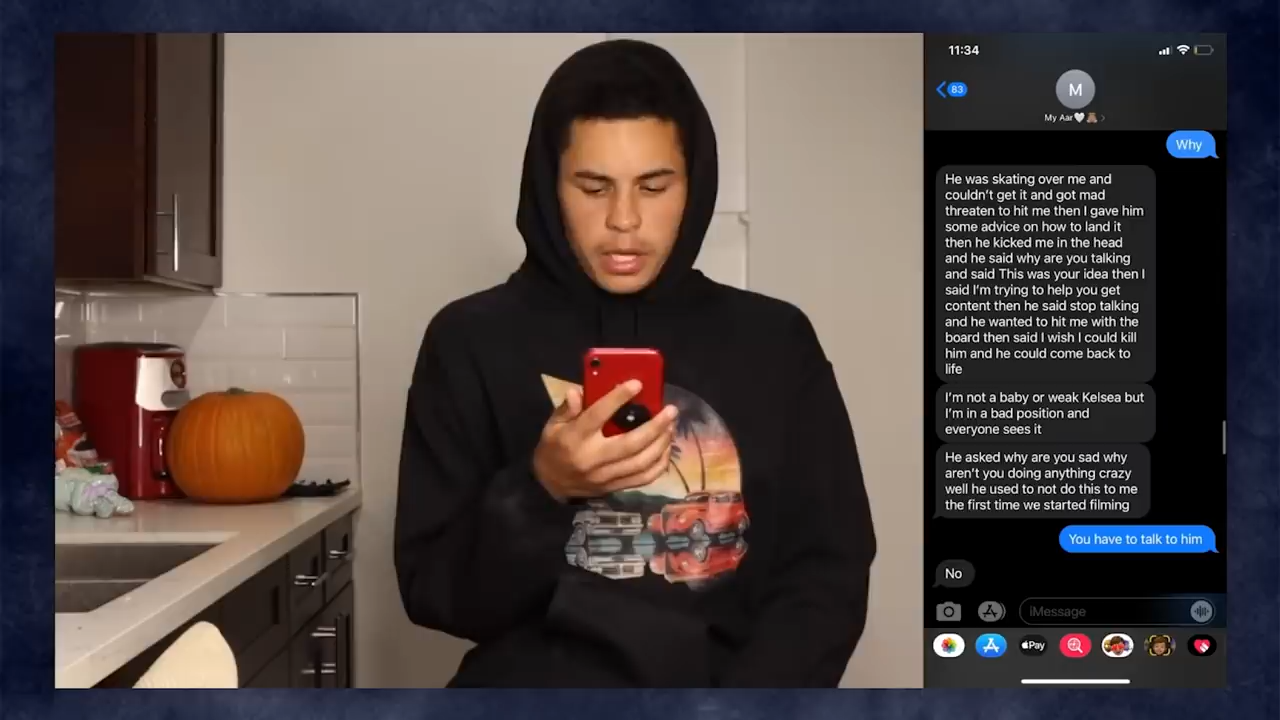 11:34
83
M
My Aar🤍🧸
Why
He was skating over me and
couldn't get it and got mad
threaten to hit me then I gave him
some advice on how to land it
then he kicked me in the head
and he said why are you talking
and said This was your idea then I
said I'm trying to help you get
content then he said stop talking
and he wanted to hit me with the
board then said I wish I could kill
him and he could come back to
life
I'm not a baby or weak Kelsea but
I'm in a bad position and
everyone sees it
He asked why are you sad why
aren't you doing anything crazy
well he used to not do this to me
the first time we started filming
You have to talk to him
No
iMessage
Pay